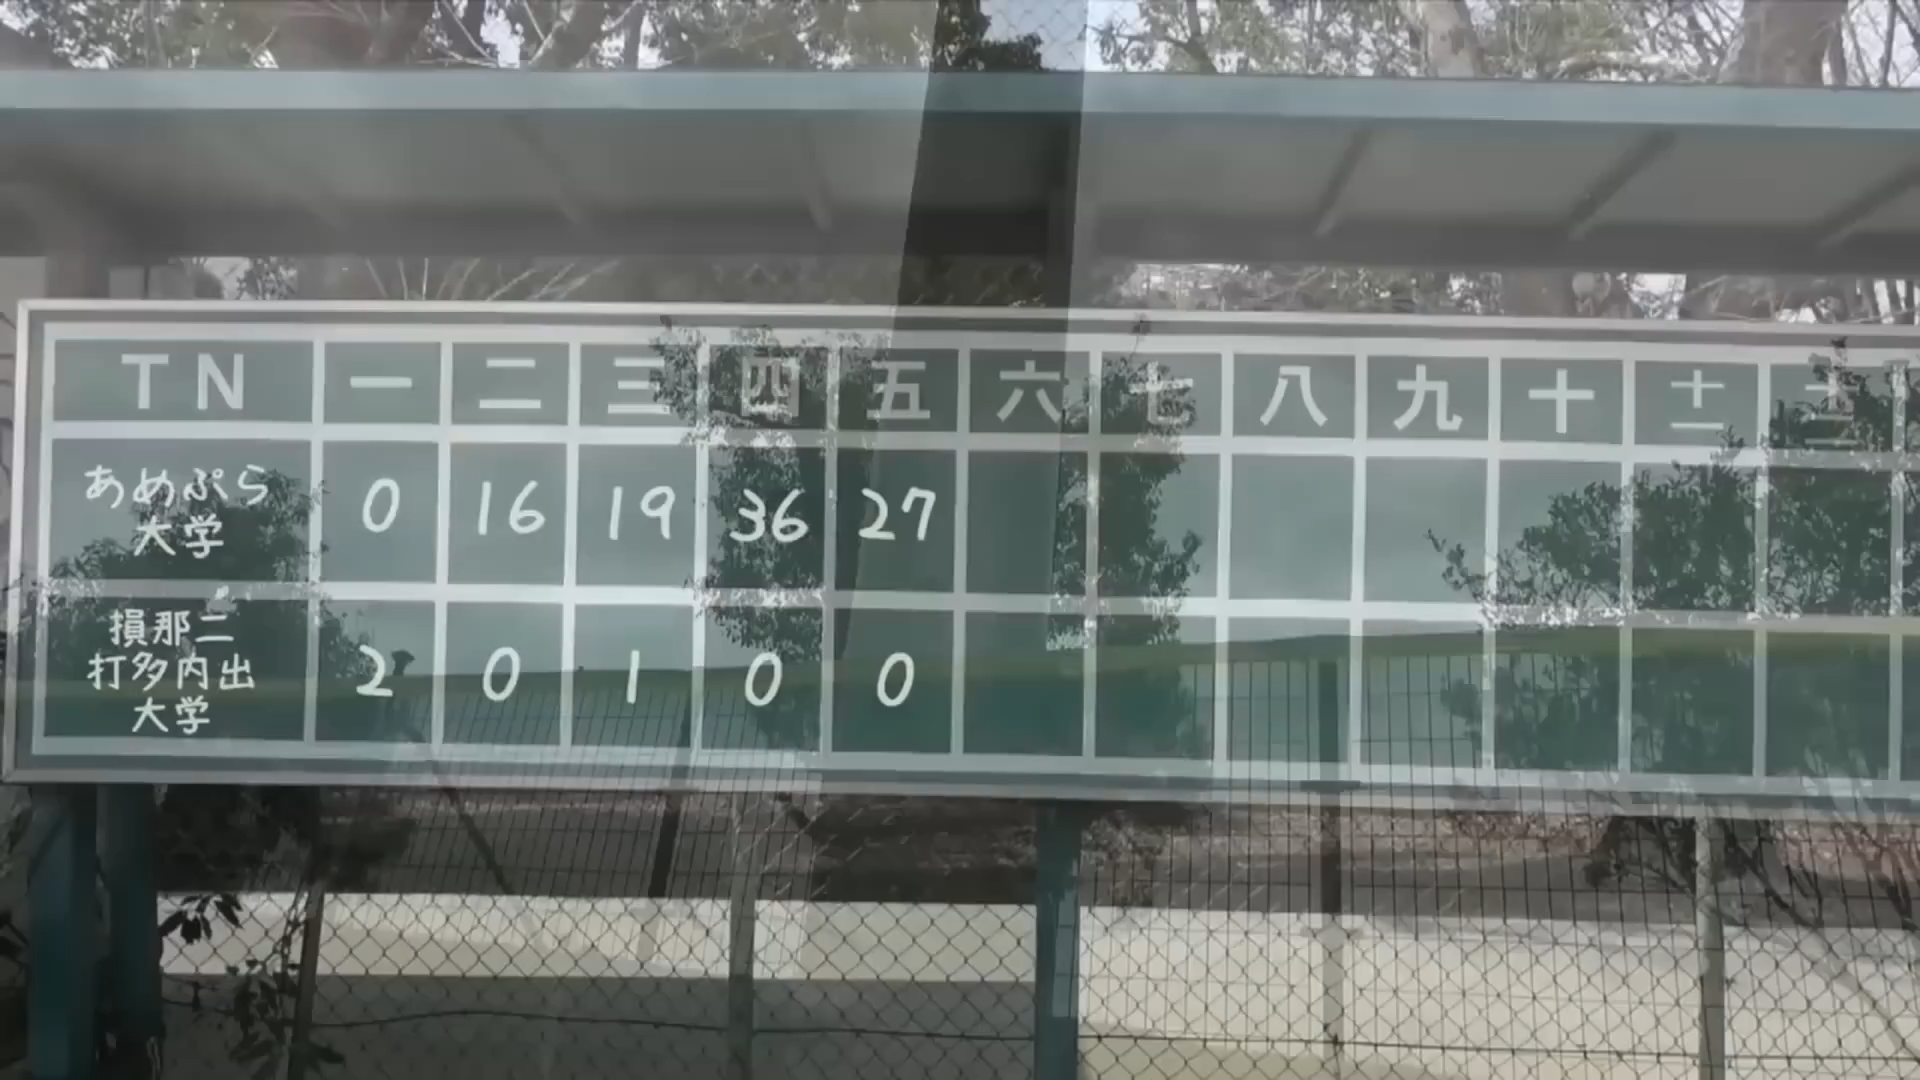 TN 一 二 三 四 五 六 七 八 九 十 十一 十二
あめぷら
大学
0 16 19 36 27
損那二
打多内出
大学
2 0 1 0 0